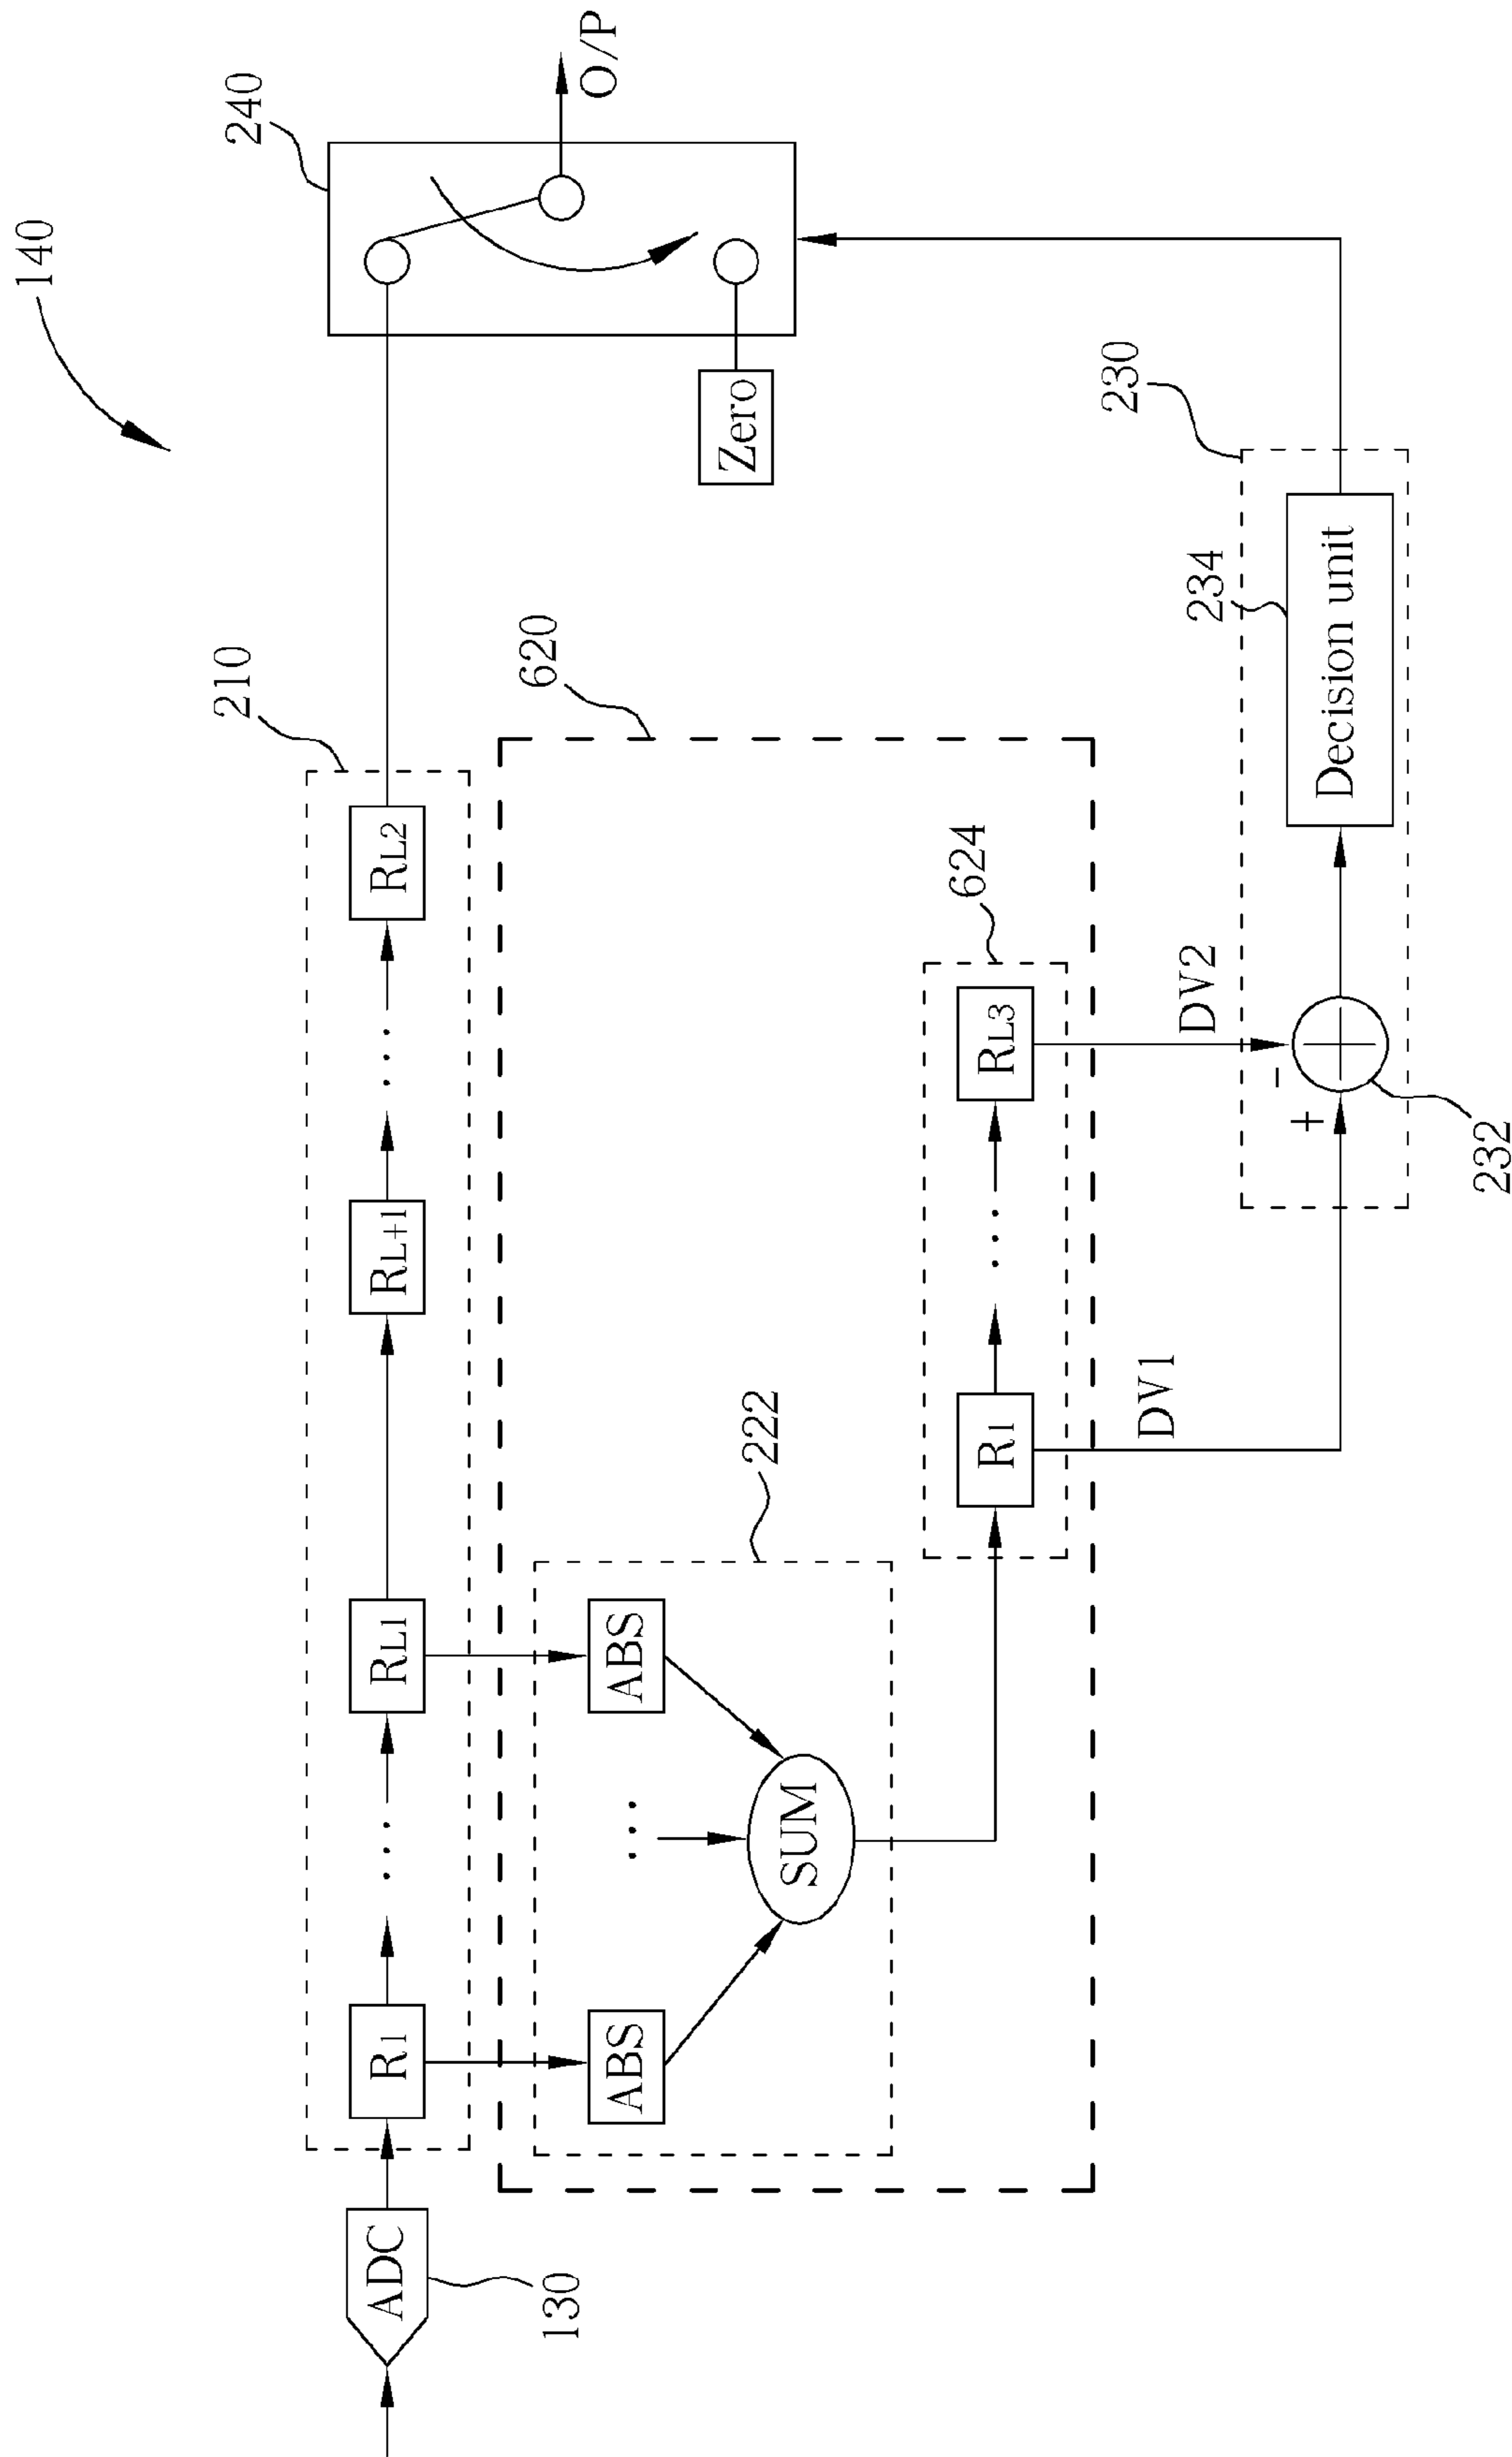 140
240
O/P
210
R1
...
RL1
RL+1
...
RL2
ADC
130
Zero
620
ABS
...
ABS
SUM
222
624
R1
...
RL3
DV1
DV2
230
234
+
-
Decision unit
232